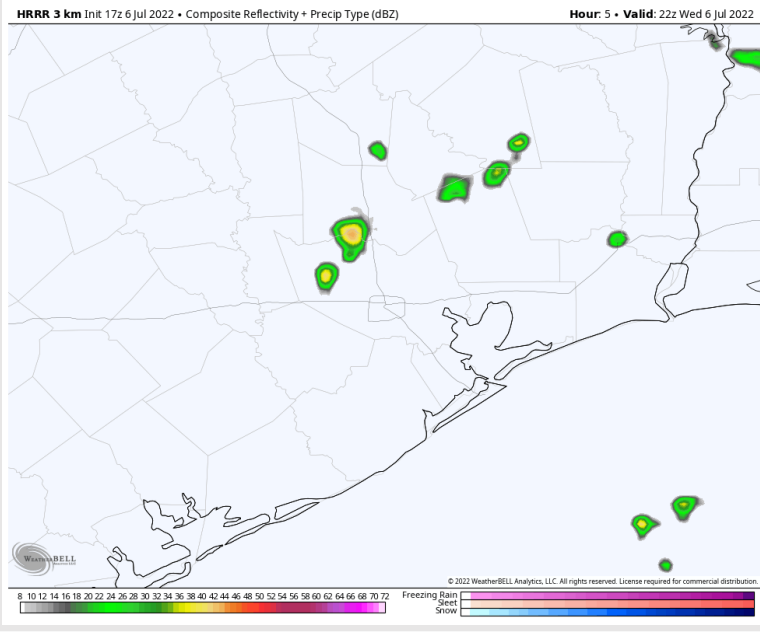 HRRR 3 km Init 17z 6 Jul 2022 • Composite Reflectivity + Precip Type (dBZ) Hour: 5 • Valid: 22z Wed 6 Jul 2022
WEATHERBELL
© 2022 WeatherBELL Analytics, LLC. All rights reserved. License required for commercial distribution.
8 10 12 14 16 18 20 22 24 26 28 30 32 34 36 38 40 42 44 46 48 50 52 54 56 58 60 62 64 66 68 70 72
Freezing Rain
Sleet
Snow